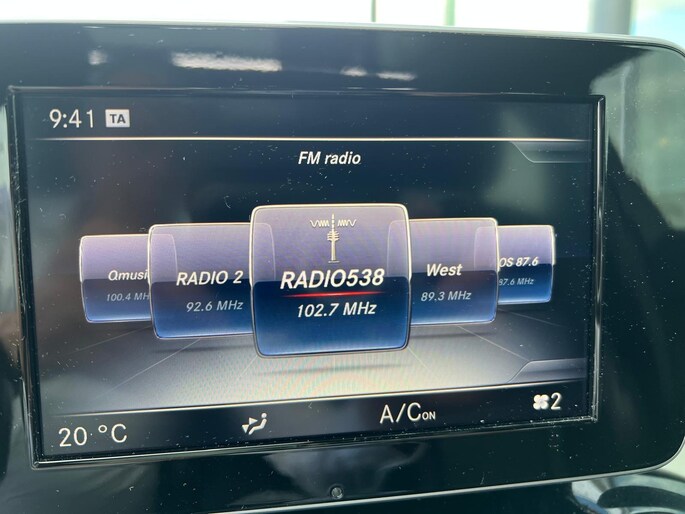 9:41 TA
FM radio
Qmusi
100.4 MH
RADIO 2
92.6 MHz
RADIO538
102.7 MHz
West
89.3 MHz
OS 87.6
87.6 MHz
20 °C
A/C ON
2